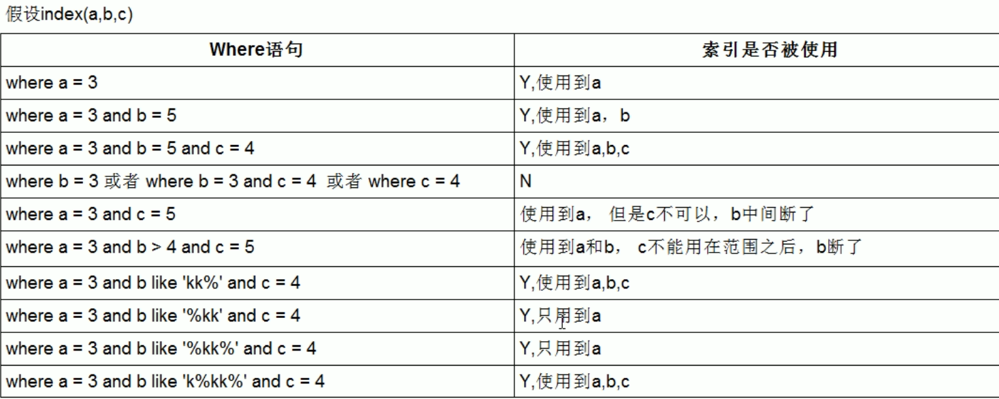 假设index(a,b,c)
Where语句 索引是否被使用
where a = 3 Y,使用到a
where a = 3 and b = 5 Y,使用到a，b
where a = 3 and b = 5 and c = 4 Y,使用到a,b,c
where b = 3 或者 where b = 3 and c = 4 或者 where c = 4 N
where a = 3 and c = 5 使用到a， 但是c不可以，b中间断了
where a = 3 and b > 4 and c = 5 使用到a和b， c不能用在范围之后，b断了
where a = 3 and b like 'kk%' and c = 4 Y,使用到a,b,c
where a = 3 and b like '%kk' and c = 4 Y,只用到a
where a = 3 and b like '%kk%' and c = 4 Y,只用到a
where a = 3 and b like 'k%kk%' and c = 4 Y,使用到a,b,c